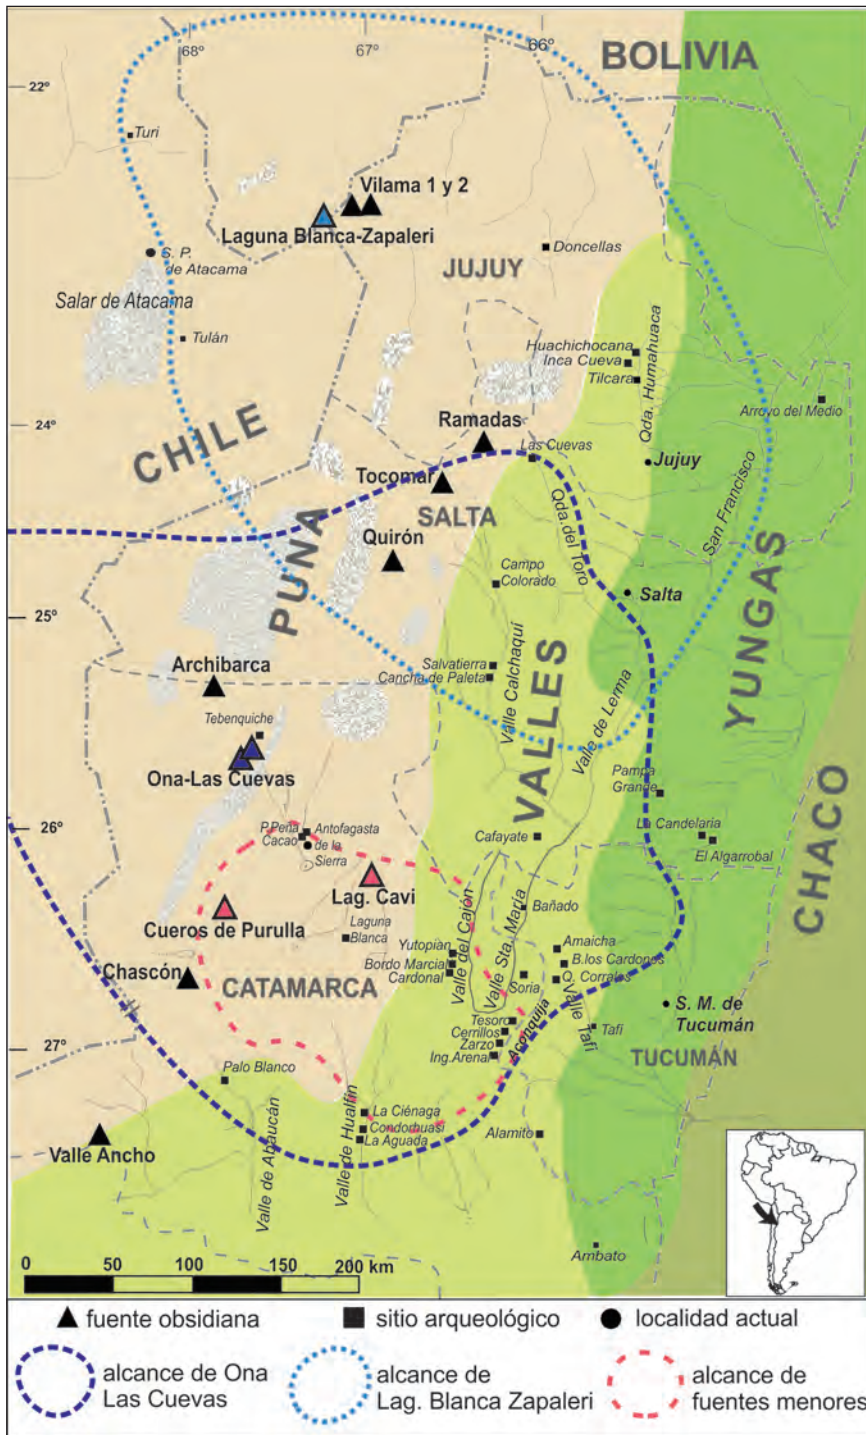 68º
67º
66º
BOLIVIA
22º
Turi
Vilama 1 y 2
Laguna Blanca-Zapaleri
Doncellas
S. P.
de Atacama
JUJUY
Salar de Atacama
Tulán
Huachichocana
Inca Cueva
Tilcara
Qda. Humahuaca
Arroyo del Medio
CHILE
24º
Ramadas
Las Cuevas
Jujuy
Tocomar
SALTA
San Francisco
PUNA
Quirón
Qda.del Toro
Campo
Colorado
YUNGAS
25º
Salta
Salvatierra
Cancha de Paleta
Valle Calchaquí
VALLES
Valle de Lerma
Archibarca
Tebenquiche
Ona-Las Cuevas
Pampa
Grande
26º
P.Peña
Cacao
Antofagasta
de la
Sierra
Cafayate
La Candelaria
El Algarrobal
CHACO
Lag. Cavi
Cueros de Purulla
Laguna
Blanca
Valle del Cajón
Valle Sta. María
Bañado
Yutopian
Bordo Marcial
Cardonal
Amaicha
B.los Cardones
Q. Corrales
Soria
Chascón
CATAMARCA
Valle Tafí
S. M. de
Tucumán
Tesoro
Cerrillos
Zarzo
Ing.Arenal
Aconquija
Tafí
27º
TUCUMÁN
Palo Blanco
La Ciénaga
Condorhuasi
La Aguada
Alamito
Valle Ancho
Valle de Abaucán
Valle de Hualfín
Ambato
0 50 100 150 200 km
fuente obsidiana sitio arqueológico localidad actual
alcance de Ona
Las Cuevas
alcance de
Lag. Blanca Zapaleri
alcance de
fuentes menores